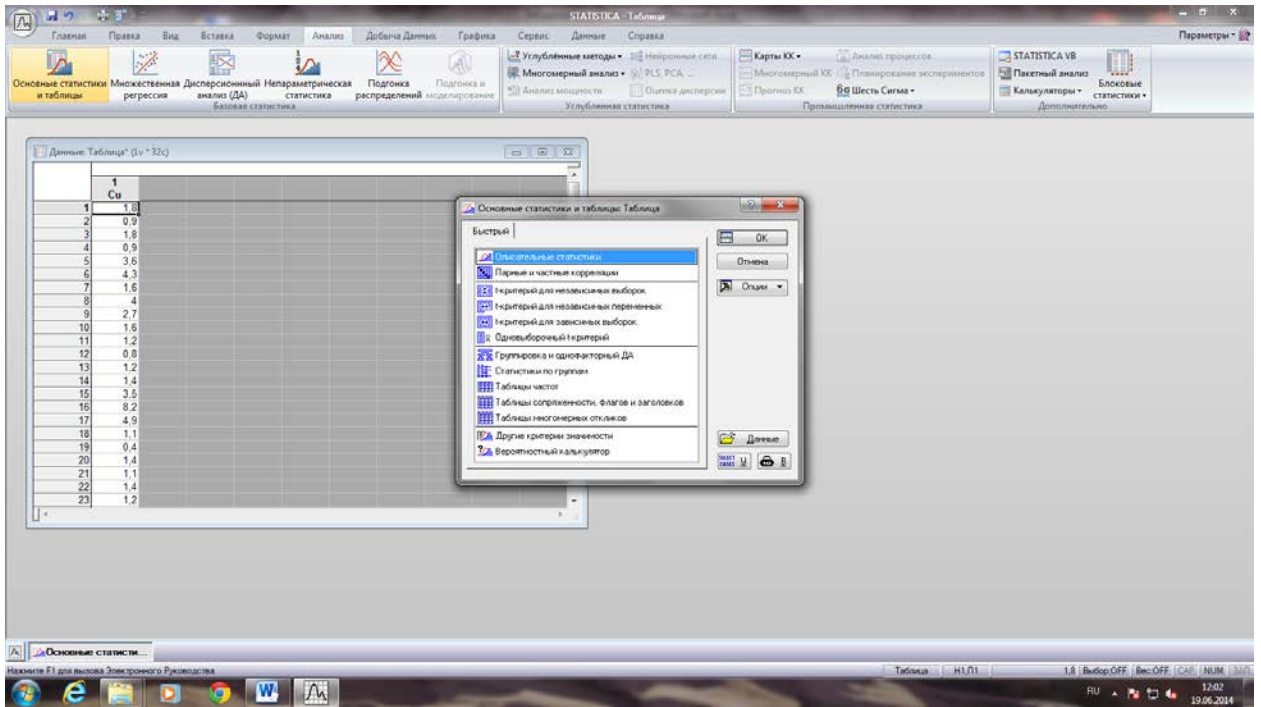 STATISTICA - Таблица
Главная Правка Вид Вставка Формат Анализ Добыча Данных Графика Сервис Данные Справка Параметры
Основные статистики и таблицы
Множественная регрессия
Дисперсионный анализ (ДА)
Непараметрическая статистика
Подгонка распределений
Подгонка и моделирование
Базовая статистика
Углубленные методы
Многомерный анализ
Анализ мощности
Нейронные сети
PLS, PCA, ...
Оценка дисперсии
Углубленная статистика
Карты КК
Многомерный КК
Прогноз КК
Анализ процессов
Планирование экспериментов
6σ Шесть Сигма
Промышленная статистика
STATISTICA VB
Пакетный анализ
Калькуляторы
Блоковые статистики
Дополнительно
Данные: Таблица* (1v * 32c)
1
Cu
1 1,8
2 0,9
3 1,8
4 0,9
5 3,6
6 4,3
7 1,6
8 4
9 2,7
10 1,6
11 1,2
12 0,8
13 1,2
14 1,4
15 3,5
16 8,2
17 4,9
18 1,1
19 0,4
20 1,4
21 1,1
22 1,4
23 1,2
Основные статистики и таблицы: Таблица
Быстрый
Описательные статистики
Парные и частные корреляции
t-критерий для независимых выборок
t-критерий для независимых переменных
t-критерий для зависимых выборок
Одновыборочный t-критерий
Группировка и однофакторный ДА
Статистики по группам
Таблицы частот
Таблицы сопряженности, флагов и заголовков
Таблицы многомерных откликов
Другие критерии значимости
Вероятностный калькулятор
OK
Отмена
Опции
Данные
SELECT CASES
Основные статисти...
Нажмите F1 для вызова Электронного Руководства
Таблица Н1,П1 1,8 Выбор:OFF Вес:OFF CAP NUM ЗАП
RU 12:02
19.06.2014